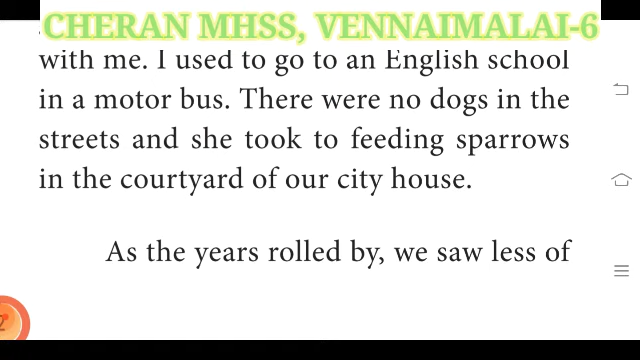 CHERAN MHSS, VENNAIMALAI-6
with me. I used to go to an English school
in a motor bus. There were no dogs in the
streets and she took to feeding sparrows
in the courtyard of our city house.
As the years rolled by, we saw less of